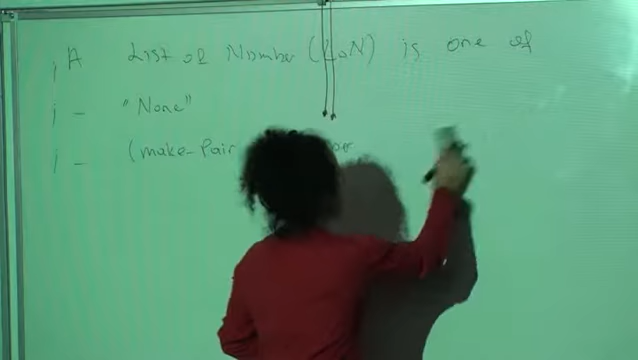 ; A List of Number (LoN) is one of
; - "None"
; - (make-Pair